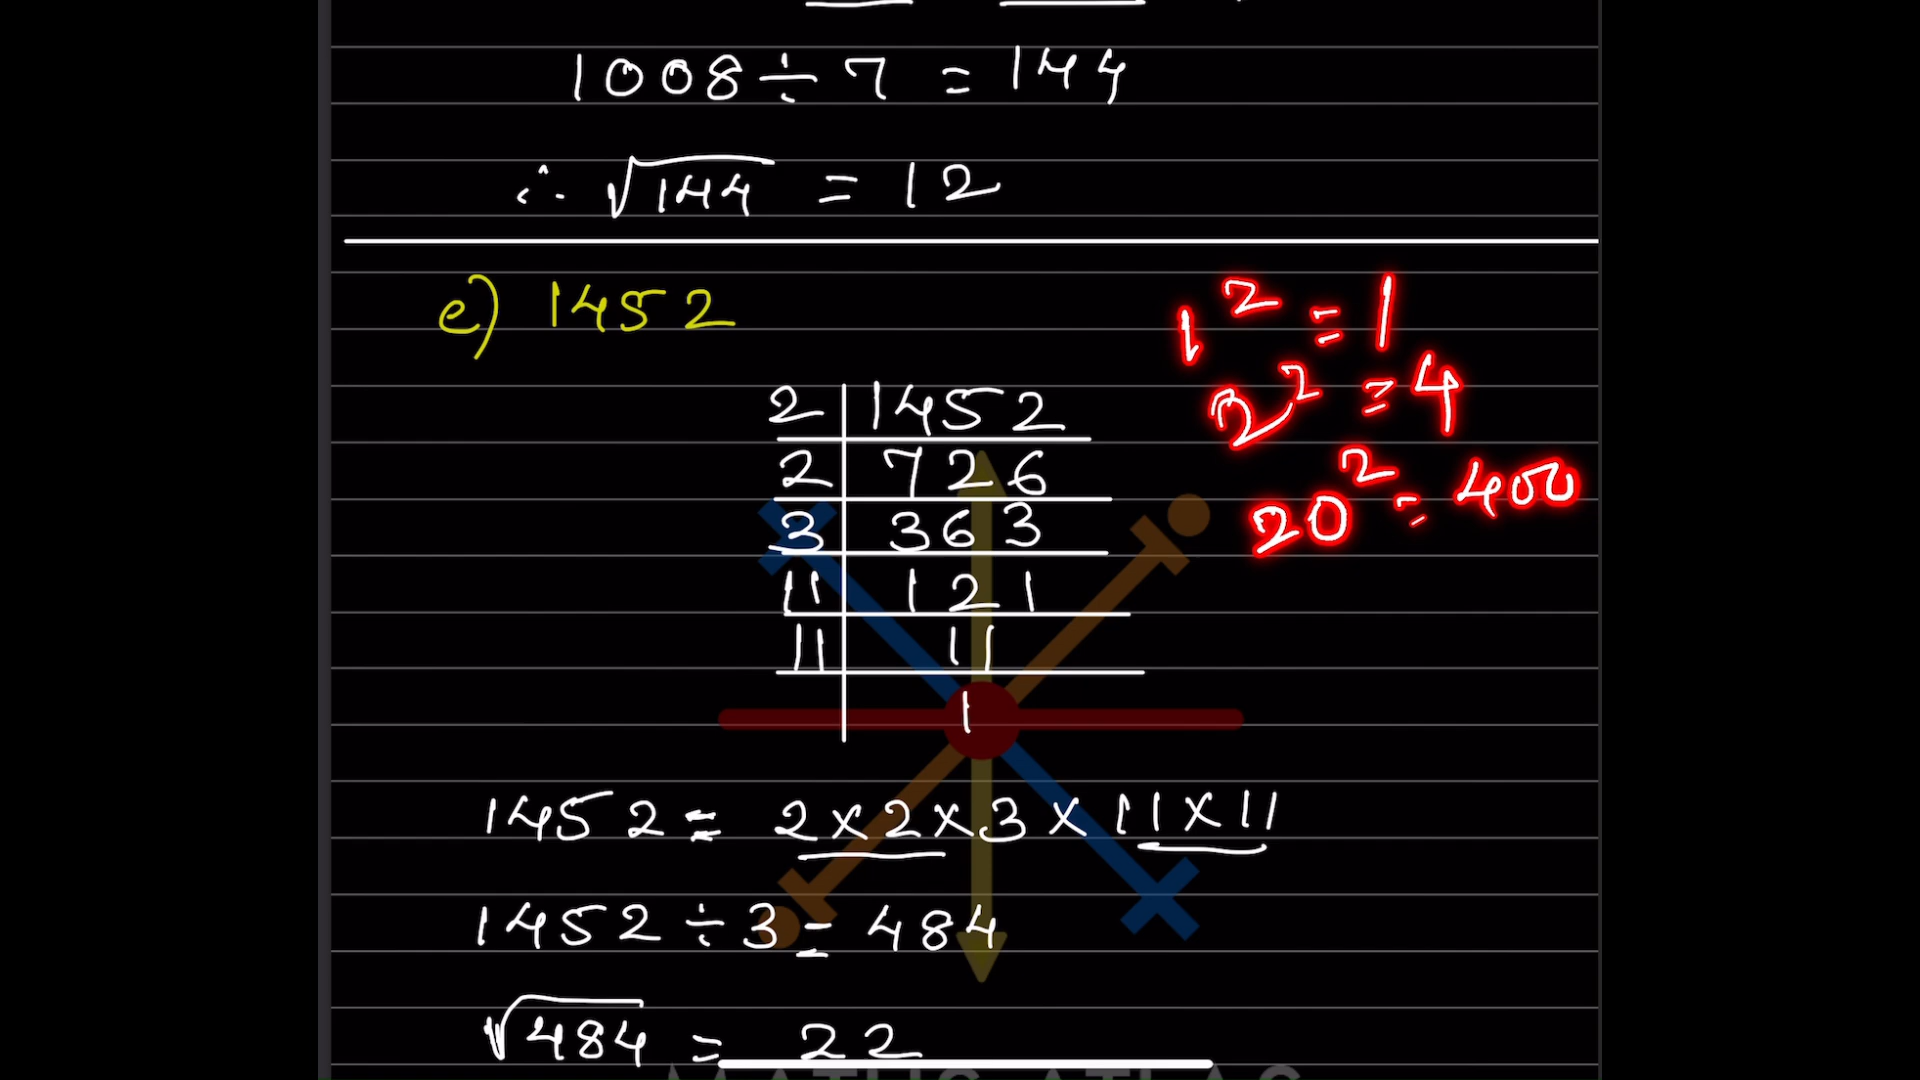 1008 ÷ 7 = 144
∴ √144 = 12
e) 1452
1² = 1
2² = 4
20² = 400
2 | 1452
2 | 726
3 | 363
11 | 121
11 | 11
1
1452 = 2 × 2 × 3 × 11 × 11
1452 ÷ 3 = 484
√484 = 22